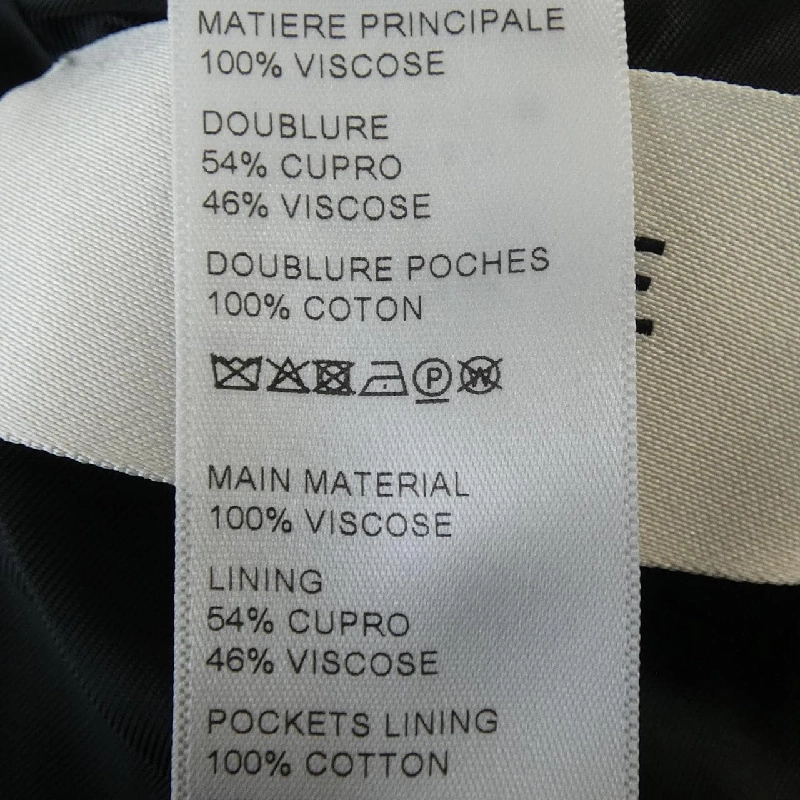 MATIERE PRINCIPALE
100% VISCOSE
DOUBLURE
54% CUPRO
46% VISCOSE
DOUBLURE POCHES
100% COTON
P W
MAIN MATERIAL
100% VISCOSE
LINING
54% CUPRO
46% VISCOSE
POCKETS LINING
100% COTTON